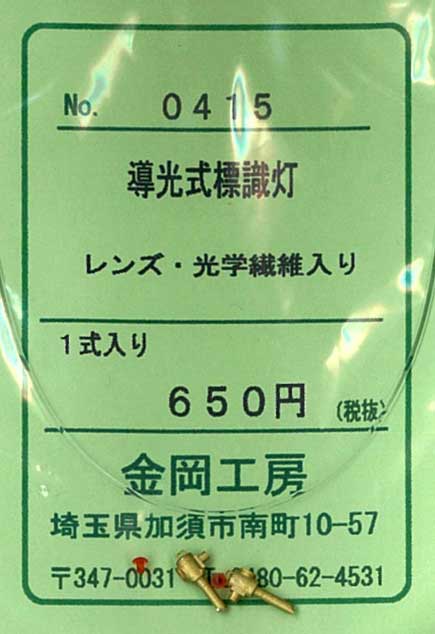 No. 0415
導光式標識灯
レンズ・光学繊維入り
1式入り
650円 (税抜)
金岡工房
埼玉県加須市南町10-57
〒347-0031 480-62-4531